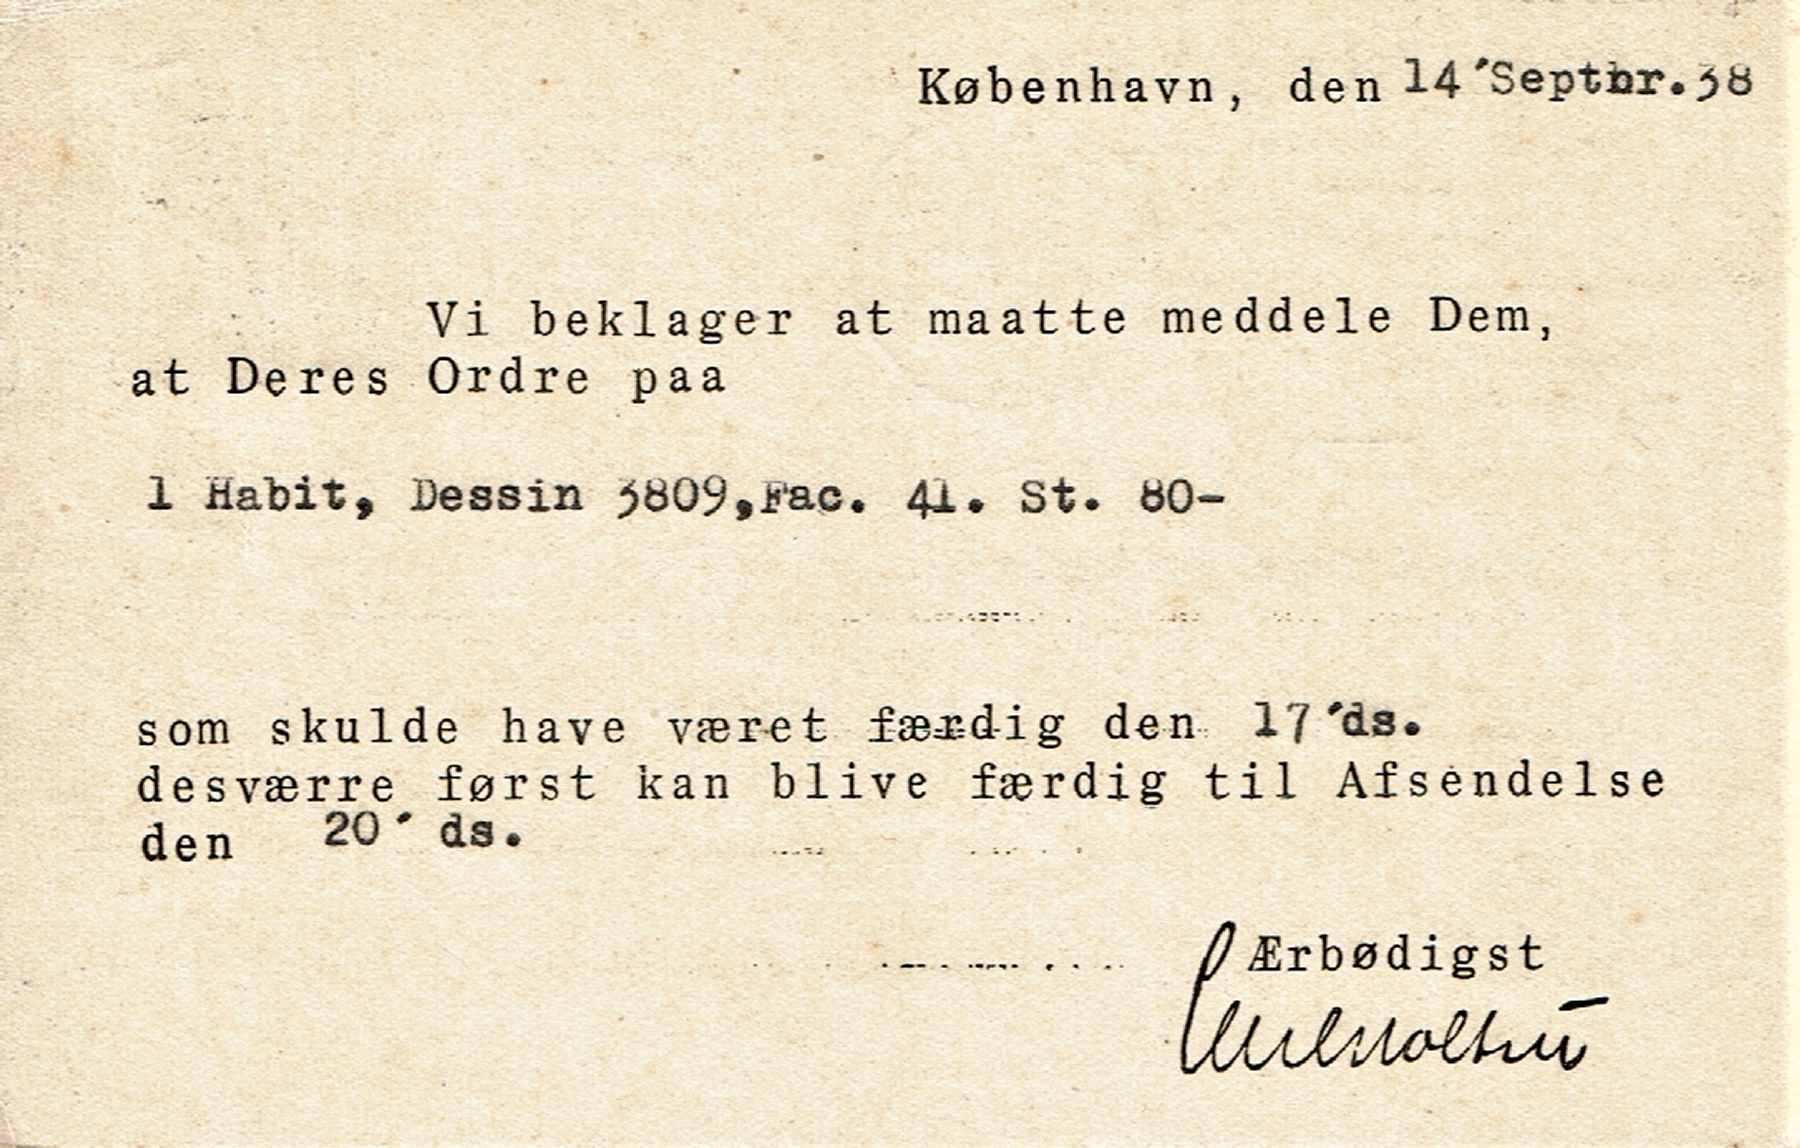 København, den 14´Septbr.38
Vi beklager at maatte meddele Dem,
at Deres Ordre paa
1 Habit, Dessin 3809,Fac. 41. St. 80-
som skulde have været færdig den 17´ds.
desværre først kan blive færdig til Afsendelse
den 20´ ds.
Ærbødigst